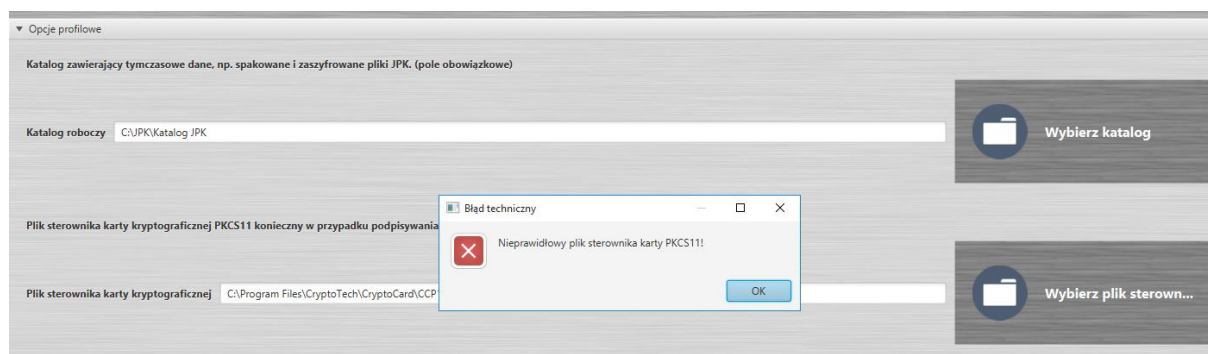 Opcje profilowe
Katalog zawierający tymczasowe dane, np. spakowane i zaszyfrowane pliki JPK. (pole obowiązkowe)
Katalog roboczy C:\JPK\Katalog JPK
Wybierz katalog
Błąd techniczny
Plik sterownika karty kryptograficznej PKCS11 konieczny w przypadku podpisywania
Nieprawidłowy plik sterownika karty PKCS11!
OK
Plik sterownika karty kryptograficznej C:\Program Files\CryptoTech\CryptoCard\CCP
Wybierz plik sterown...